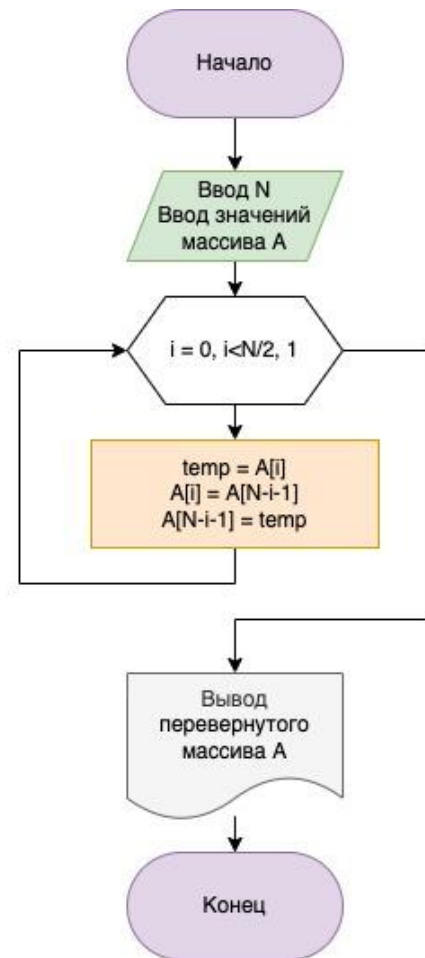 Начало
Ввод N
Ввод значений
массива A
i = 0, i<N/2, 1
temp = A[i]
A[i] = A[N-i-1]
A[N-i-1] = temp
Вывод
перевернутого
массива A
Конец